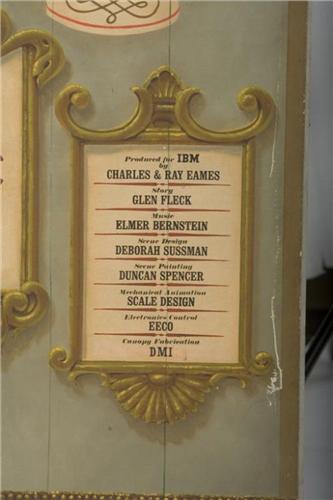 Produced for IBM
by
CHARLES & RAY EAMES
Story
GLEN FLECK
Music
ELMER BERNSTEIN
Scene Design
DEBORAH SUSSMAN
Scene Painting
DUNCAN SPENCER
Mechanical Animation
SCALE DESIGN
Electronics Control
EECO
Canopy Fabrication
DMI